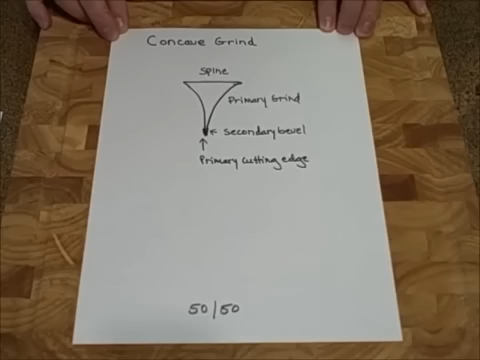 Concave Grind
Spine
Primary Grind
secondary bevel
Primary cutting edge
50/50